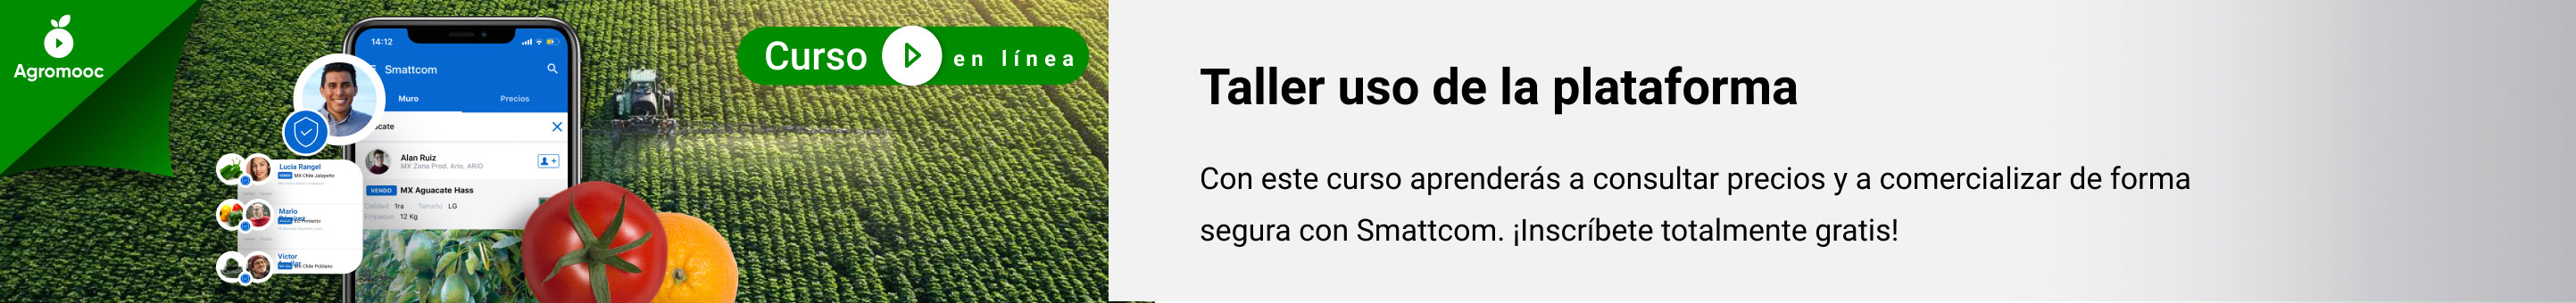 Agromooc
14:12
Smattcom
Muro Precios
cate
Alan Ruiz
MX Zona Prod. Ario, ARIO
VENDO MX Aguacate Hass
Calidad 1ra Tamaño LG
Empaque 12 Kg
Lucia Rangel
VENDO MX Chile Jalapeño
Mario
Pimiento
Víctor
MX Chile Poblano
Curso en línea
Taller uso de la plataforma
Con este curso aprenderás a consultar precios y a comercializar de forma
segura con Smattcom. ¡Inscríbete totalmente gratis!